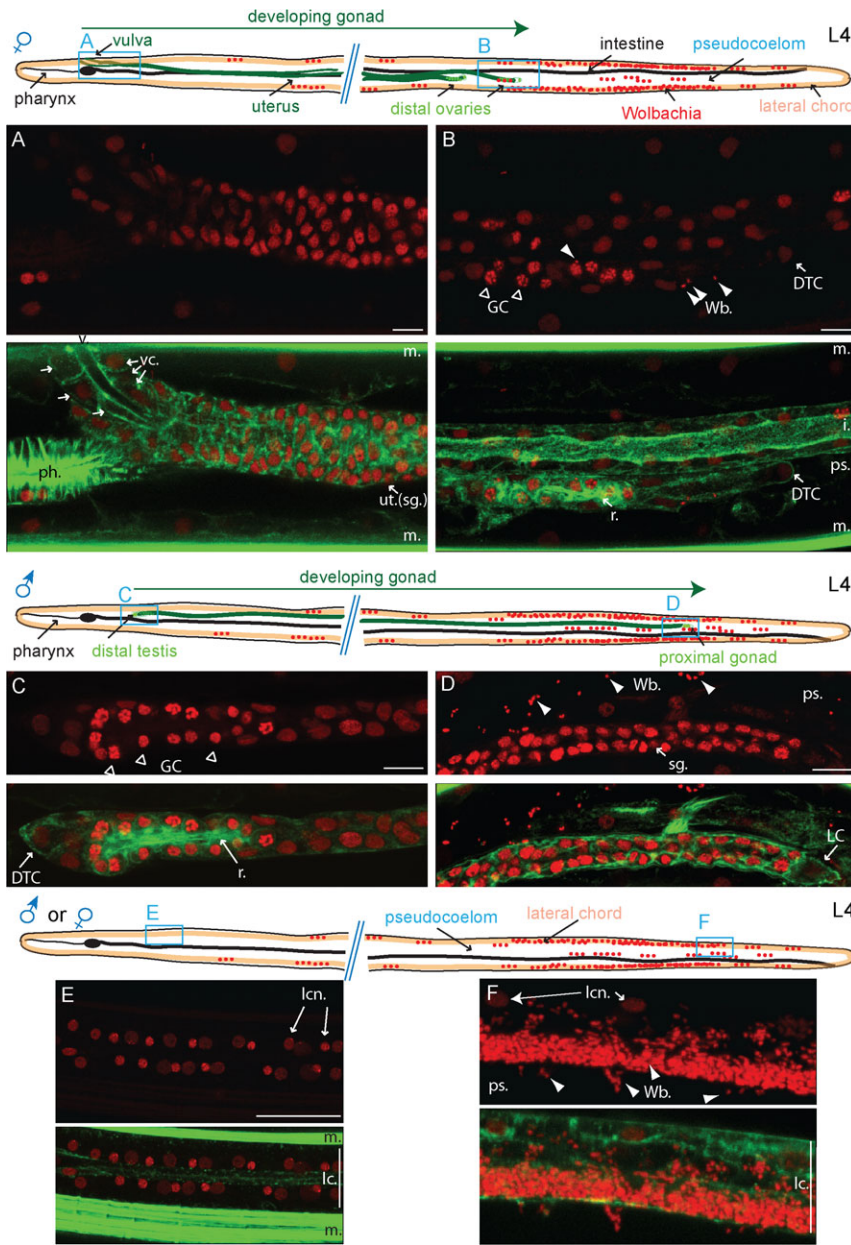 developing gonad
♀ A vulva B intestine pseudocoelom L4
pharynx uterus distal ovaries Wolbachia lateral chord
A
B
GC Wb. DTC
v
vc. m.
ph.
ut.(sg.)
m.
m.
i.
ps.
DTC
r.
m.
developing gonad
♂ C D L4
pharynx distal testis proximal gonad
C
GC
DTC r.
D Wb. ps.
sg.
LC
♂ or ♀ E pseudocoelom lateral chord F L4
E lcn.
m.
lc.
m.
F lcn.
ps. Wb.
lc.